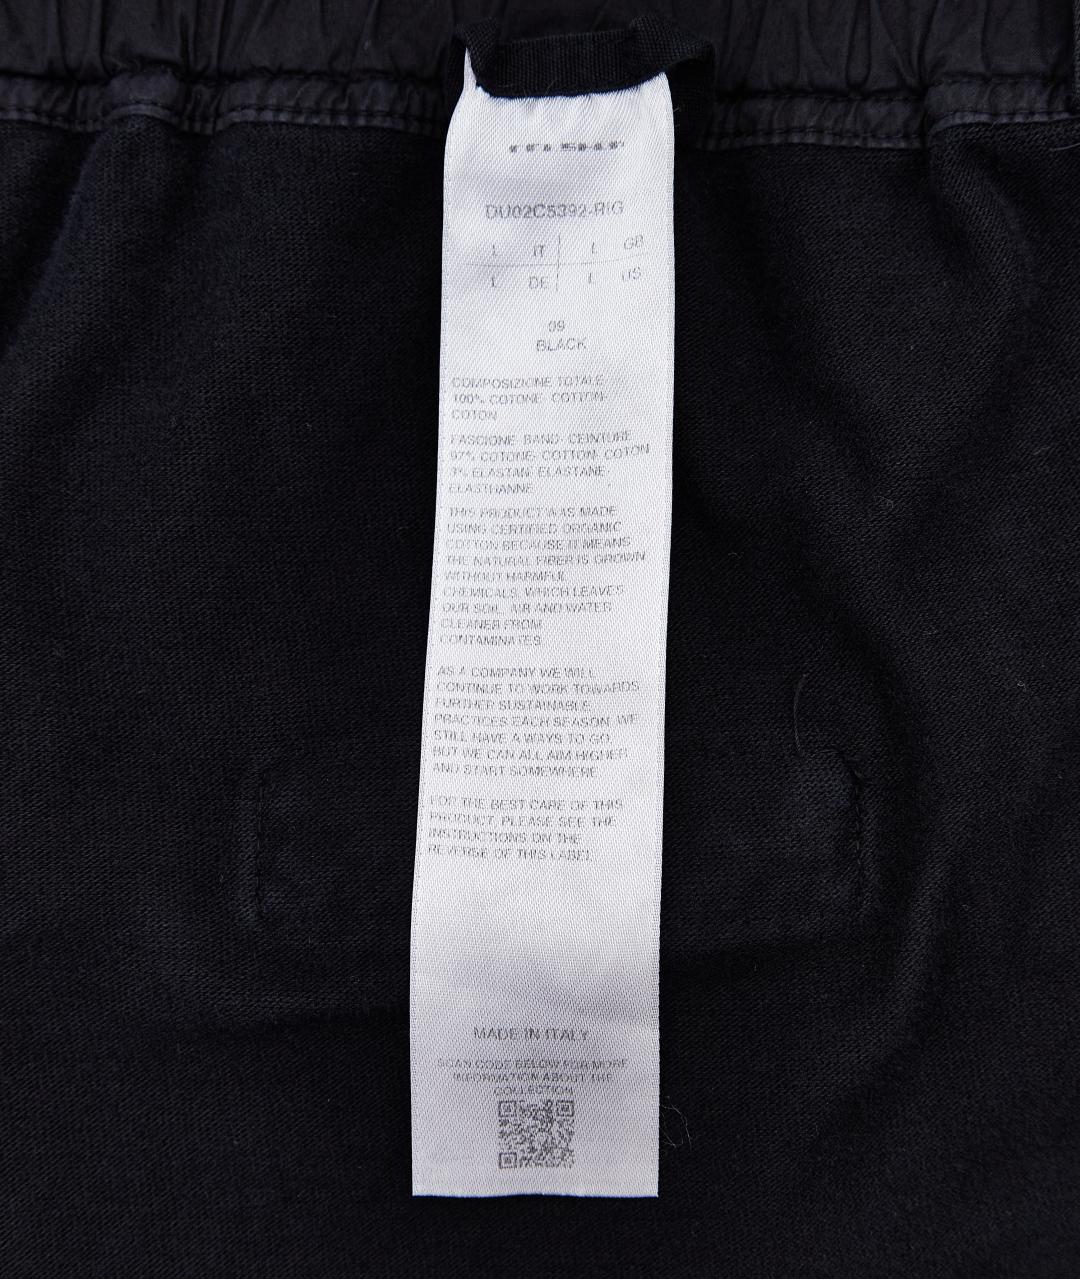 DU02C5392-RIG
L IT L GB
L DE L US
09
BLACK
COMPOSIZIONE TOTALE
100% COTONE- COTTON-
COTON
FASCIONE- BAND- CEINTURE
97% COTONE- COTTON- COTON
3% ELASTAN- ELASTANE-
ELASTHANNE
THIS PRODUCT WAS MADE
USING CERTIFIED ORGANIC
COTTON BECAUSE IT MEANS
THE NATURAL FIBER IS GROWN
WITHOUT HARMFUL
CHEMICALS, WHICH LEAVES
OUR SOIL, AIR AND WATER
CLEANER FROM
CONTAMINATES.
AS A COMPANY WE WILL
CONTINUE TO WORK TOWARDS
FURTHER SUSTAINABLE
PRACTICES EACH SEASON. WE
STILL HAVE A WAYS TO GO,
BUT WE CAN ALL AIM HIGHER
AND START SOMEWHERE.
FOR THE BEST CARE OF THIS
PRODUCT, PLEASE SEE THE
INSTRUCTIONS ON THE
REVERSE OF THIS LABEL.
MADE IN ITALY
SCAN CODE BELOW FOR MORE
INFORMATION ABOUT THE
COLLECTION